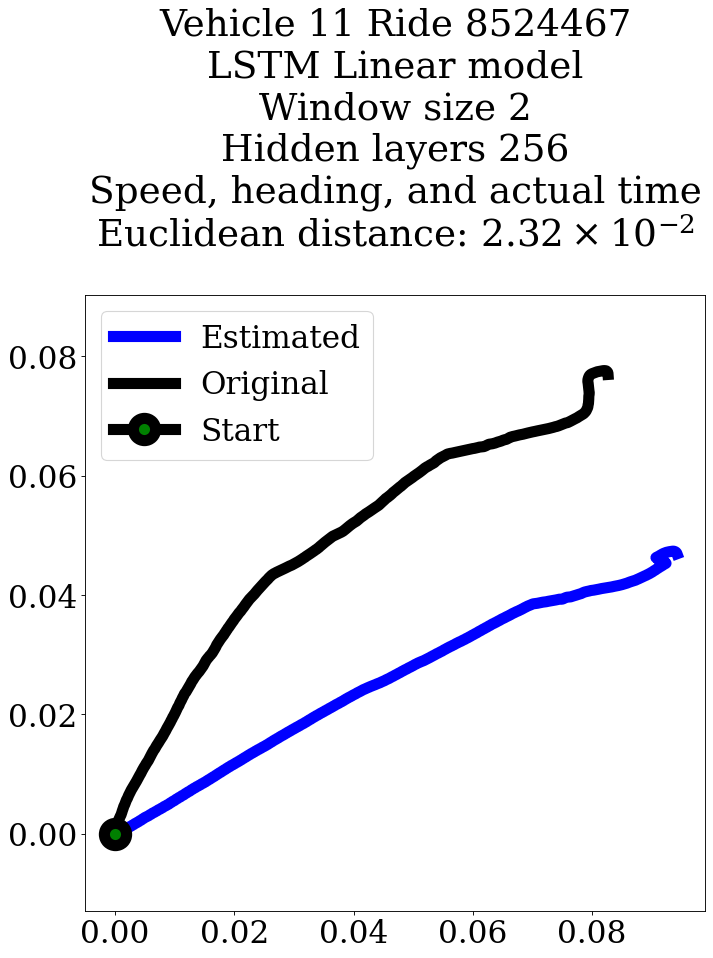 Vehicle 11 Ride 8524467
LSTM Linear model
Window size 2
Hidden layers 256
Speed, heading, and actual time
Euclidean distance: 2.32 × 10⁻²
Estimated
Original
Start
0.08
0.06
0.04
0.02
0.00
0.00 0.02 0.04 0.06 0.08